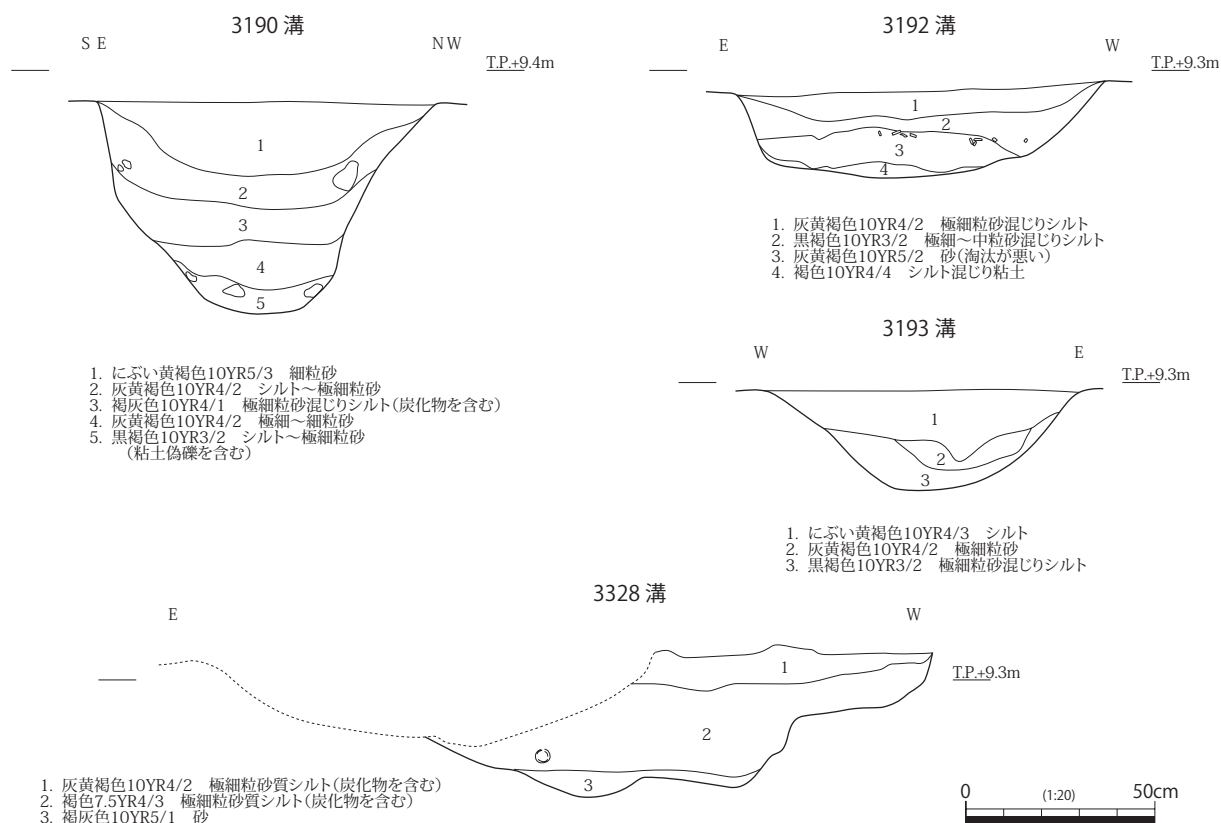 3190 溝
S E
N W
T.P.+9.4m
1
2
3
4
5
1. にぶい黄褐色10YR5/3　細粒砂
2. 灰黄褐色10YR4/2　シルト～極細粒砂
3. 褐灰色10YR4/1　極細粒砂混じりシルト(炭化物を含む)
4. 灰黄褐色10YR4/2　極細～細粒砂
5. 黒褐色10YR3/2　シルト～極細粒砂
(粘土偽礫を含む)
3192 溝
E
W
T.P.+9.3m
1
2
3
4
1. 灰黄褐色10YR4/2　極細粒砂混じりシルト
2. 黒褐色10YR3/2　極細～中粒砂混じりシルト
3. 灰黄褐色10YR5/2　砂(淘汰が悪い)
4. 褐色10YR4/4　シルト混じり粘土
3193 溝
W
E
T.P.+9.3m
1
2
3
1. にぶい黄褐色10YR4/3　シルト
2. 灰黄褐色10YR4/2　極細粒砂
3. 黒褐色10YR3/2　極細粒砂混じりシルト
3328 溝
E
W
T.P.+9.3m
1
2
3
1. 灰黄褐色10YR4/2　極細粒砂質シルト(炭化物を含む)
2. 褐色7.5YR4/3　極細粒砂質シルト(炭化物を含む)
3. 褐灰色10YR5/1　砂
0 (1:20) 50cm